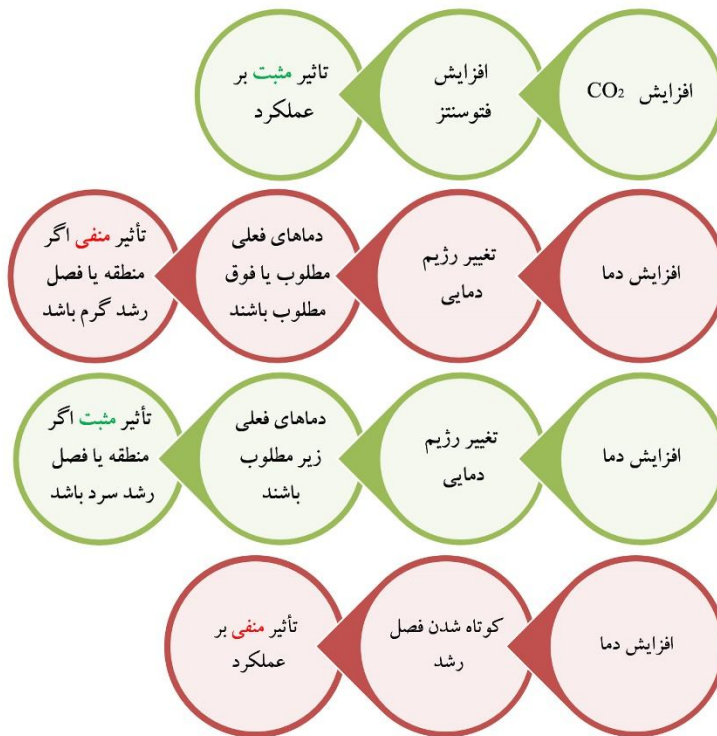 افزایش CO₂
افزایش
فتوسنتز
تاثیر مثبت بر
عملکرد
افزایش دما
تغییر رژیم
دمایی
دماهای فعلی
مطلوب یا فوق
مطلوب باشند
تأثیر منفی اگر
منطقه یا فصل
رشد گرم باشد
افزایش دما
تغییر رژیم
دمایی
دماهای فعلی
زیر مطلوب
باشند
تأثیر مثبت اگر
منطقه یا فصل
رشد سرد باشد
افزایش دما
کوتاه شدن فصل
رشد
تأثیر منفی بر
عملکرد